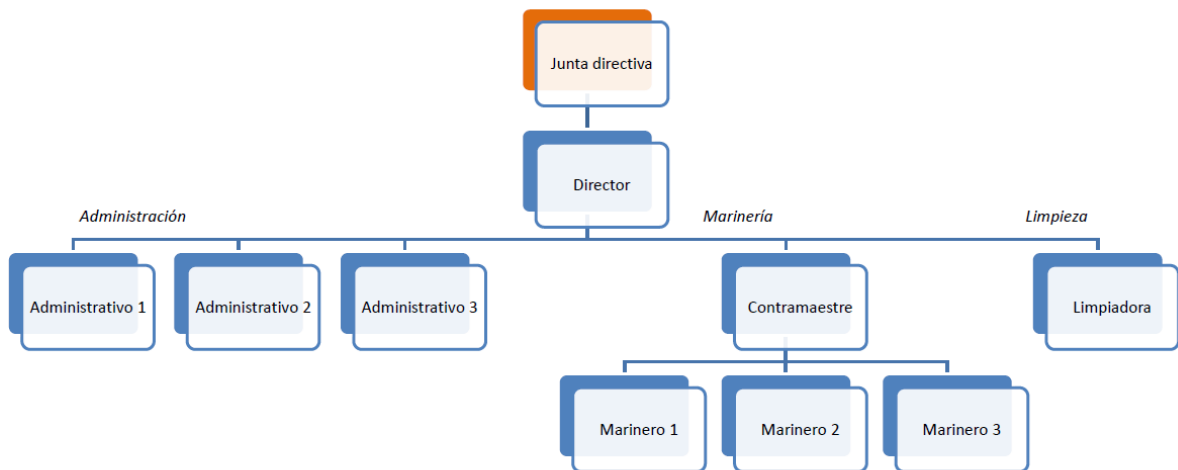 Junta directiva
Director
Administración
Marinería
Limpieza
Administrativo 1
Administrativo 2
Administrativo 3
Contramaestre
Limpiadora
Marinero 1
Marinero 2
Marinero 3